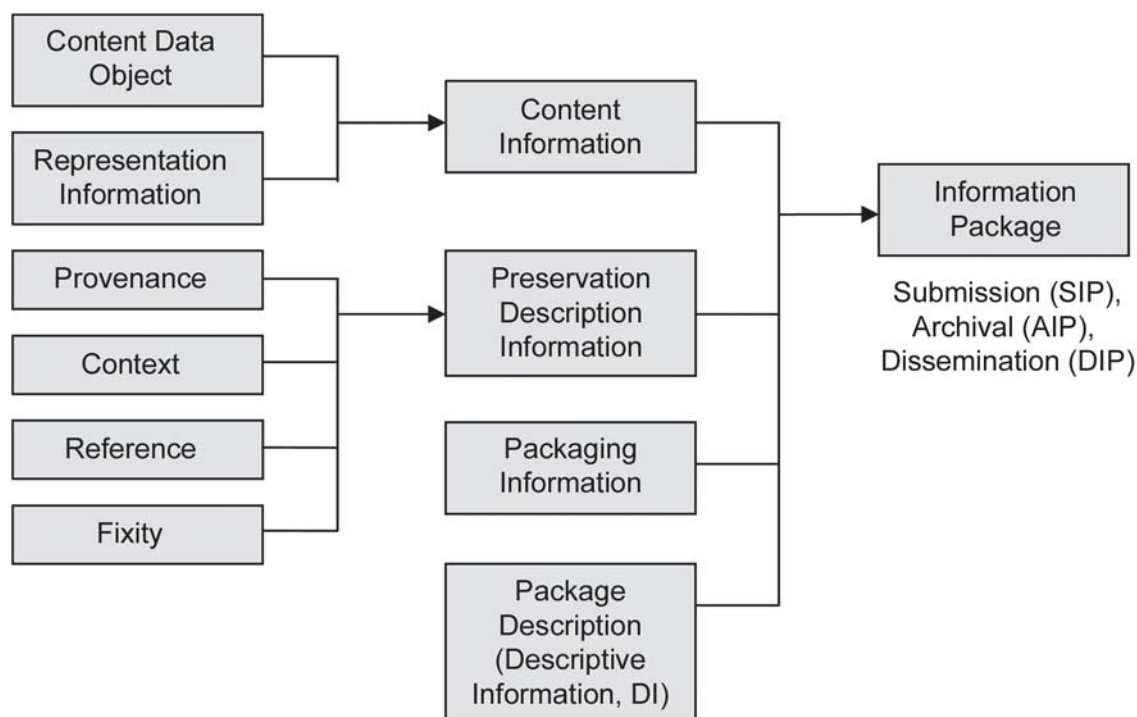 Content Data
Object
Representation
Information
Provenance
Context
Reference
Fixity
Content
Information
Preservation
Description
Information
Packaging
Information
Package
Description
(Descriptive
Information, DI)
Information
Package
Submission (SIP),
Archival (AIP),
Dissemination (DIP)